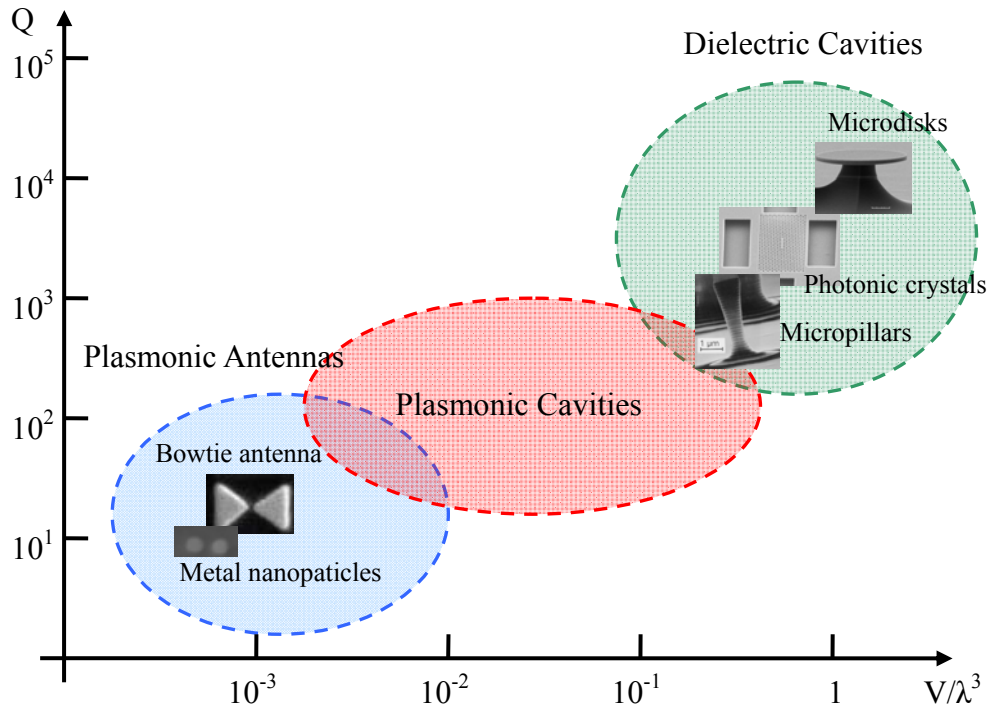 Q
10^5
Dielectric Cavities
Microdisks
10^4
10^3
Photonic crystals
1 µm
Micropillars
Plasmonic Antennas
Plasmonic Cavities
10^2
Bowtie antenna
10^1
Metal nanopaticles
10^-3
10^-2
10^-1
1
V/λ^3